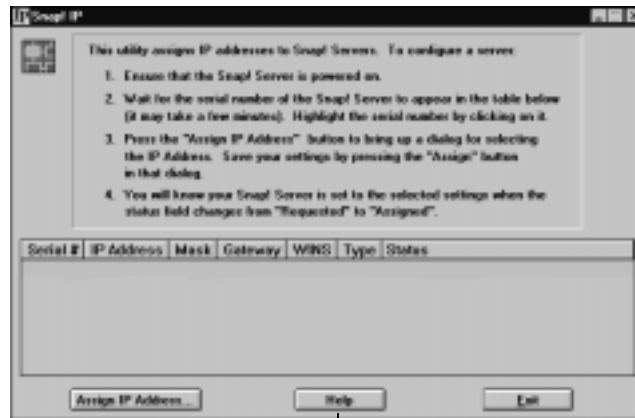 Snap! IP
This utility assigns IP addresses to Snap! Servers. To configure a server:
1. Ensure that the Snap! Server is powered on.
2. Wait for the serial number of the Snap! Server to appear in the table below
(it may take a few minutes). Highlight the serial number by clicking on it.
3. Press the "Assign IP Address" button to bring up a dialog for selecting
the IP Address. Save your settings by pressing the "Assign" button
in that dialog.
4. You will know your Snap! Server is set to the selected settings when the
status field changes from "Requested" to "Assigned".
Serial # IP Address Mask Gateway WINS Type Status
Assign IP Address... Help Exit